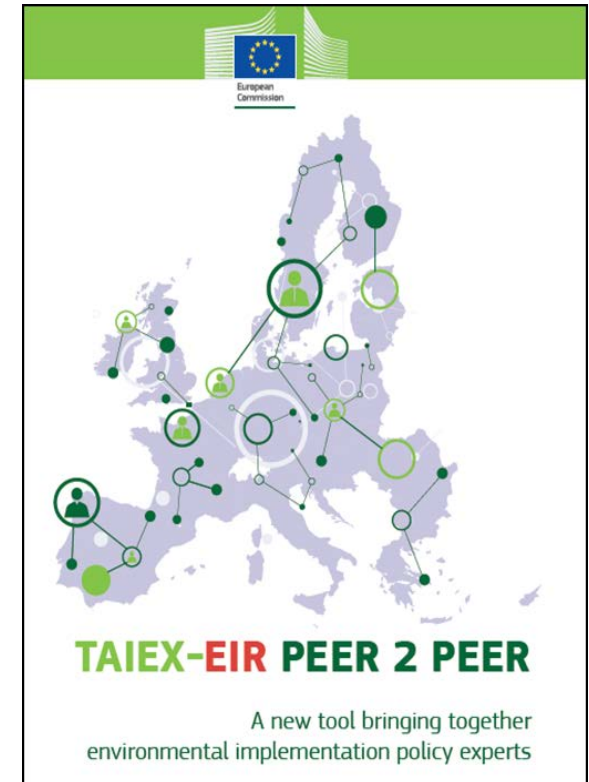 European
Commission
TAIEX-EIR PEER 2 PEER
A new tool bringing together
environmental implementation policy experts